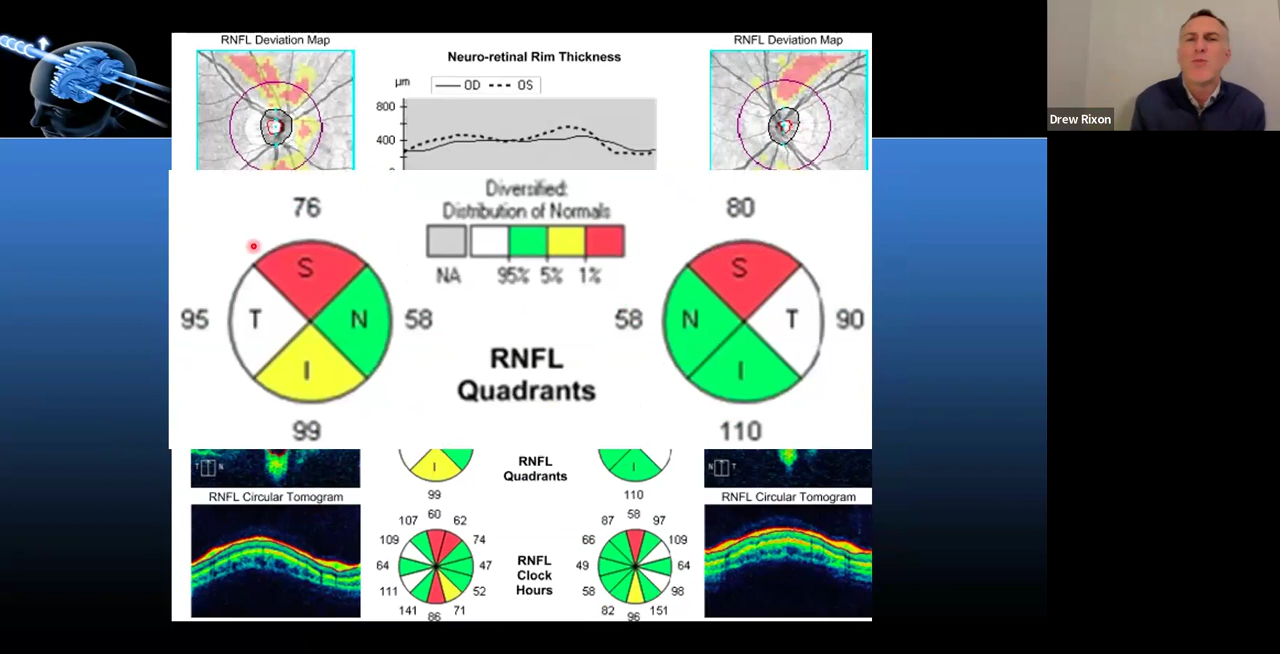 RNFL Deviation Map
Neuro-retinal Rim Thickness
RNFL Deviation Map
µm
OD OS
800
400
Drew Rixon
Diversified:
Distribution of Normals
NA 95% 5% 1%
76
S
95 T N 58
I
99
80
S
58 N T 90
I
110
RNFL
Quadrants
T N
I
99
RNFL
Quadrants
I
110
N T
RNFL Circular Tomogram
RNFL Circular Tomogram
60
107 62
109 74
64 47
111 52
141 71
86
RNFL
Clock
Hours
58
87 97
66 109
49 64
58 98
82 151
96